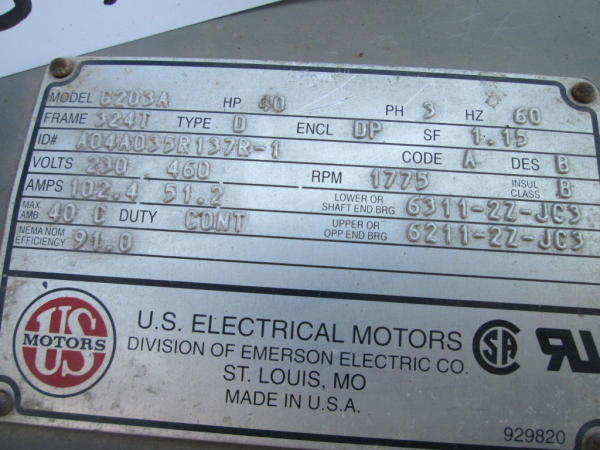 MODEL 6203A HP 40 PH 3 HZ 60
FRAME 324T TYPE D ENCL DP SF 1.15
ID# A04A035R137R-1 CODE A DES B
VOLTS 230 460 RPM 1775 INSUL CLASS B
AMPS 102.4 51.2 LOWER OR SHAFT END BRG 6311-2Z-JC3
MAX. AMB 40 C DUTY CONT UPPER OR OPP END BRG 6211-2Z-JC3
NEMA NOM EFFICIENCY 91.0
US MOTORS
U.S. ELECTRICAL MOTORS
DIVISION OF EMERSON ELECTRIC CO.
ST. LOUIS, MO
MADE IN U.S.A.
SA
929820